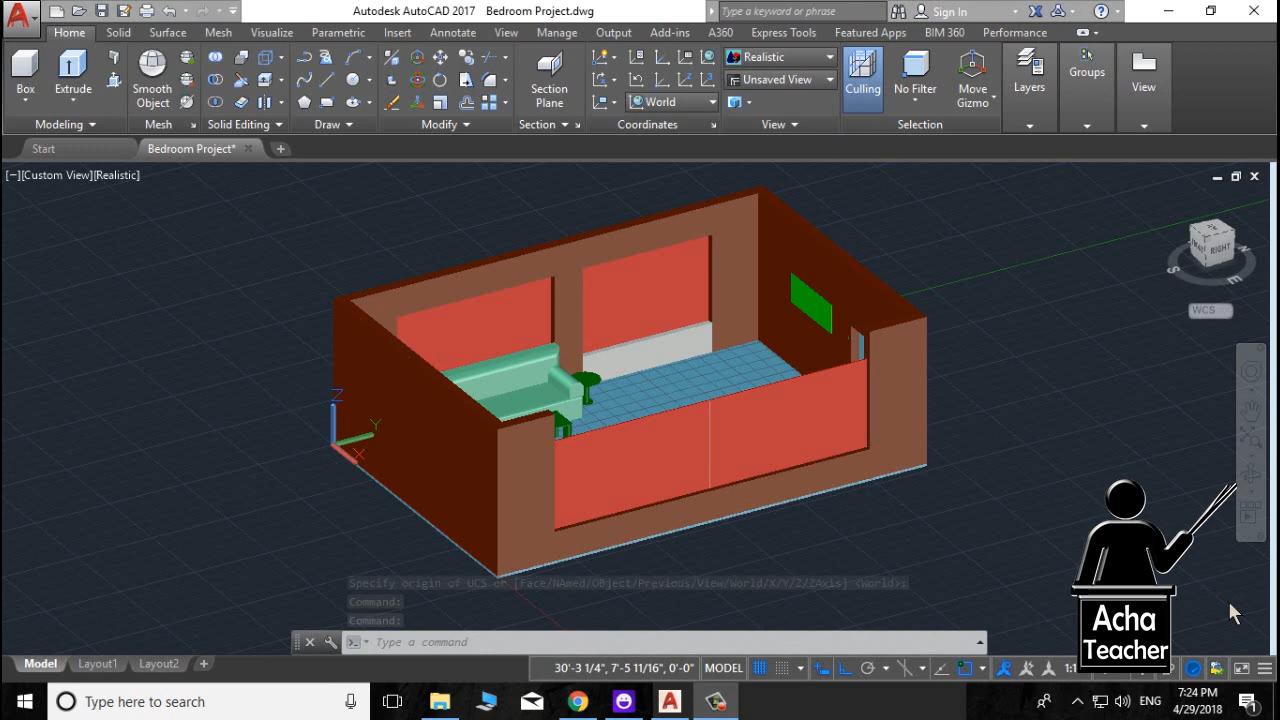 Autodesk AutoCAD 2017 Bedroom Project.dwg
Type a keyword or phrase
Sign In
Home Solid Surface Mesh Visualize Parametric Insert Annotate View Manage Output Add-ins A360 Express Tools Featured Apps BIM 360 Performance
Box
Extrude
Smooth Object
Section Plane
Realistic
Unsaved View
World
Culling
No Filter
Move Gizmo
Layers
Groups
View
Modeling Mesh Solid Editing Draw Modify Section Coordinates View Selection
Start Bedroom Project*
[−][Custom View][Realistic]
RIGHT
S
E
WCS
Z
Y
X
Specify origin of UCS or [Face/NAmed/OBject/Previous/View/World/X/Y/Z/ZAxis] <World>:
Command:
Command:
Type a command
Acha
Teacher
Model Layout1 Layout2
30'-3 1/4", 7'-5 11/16", 0'-0" MODEL
Type here to search
ENG
7:24 PM
4/29/2018
1